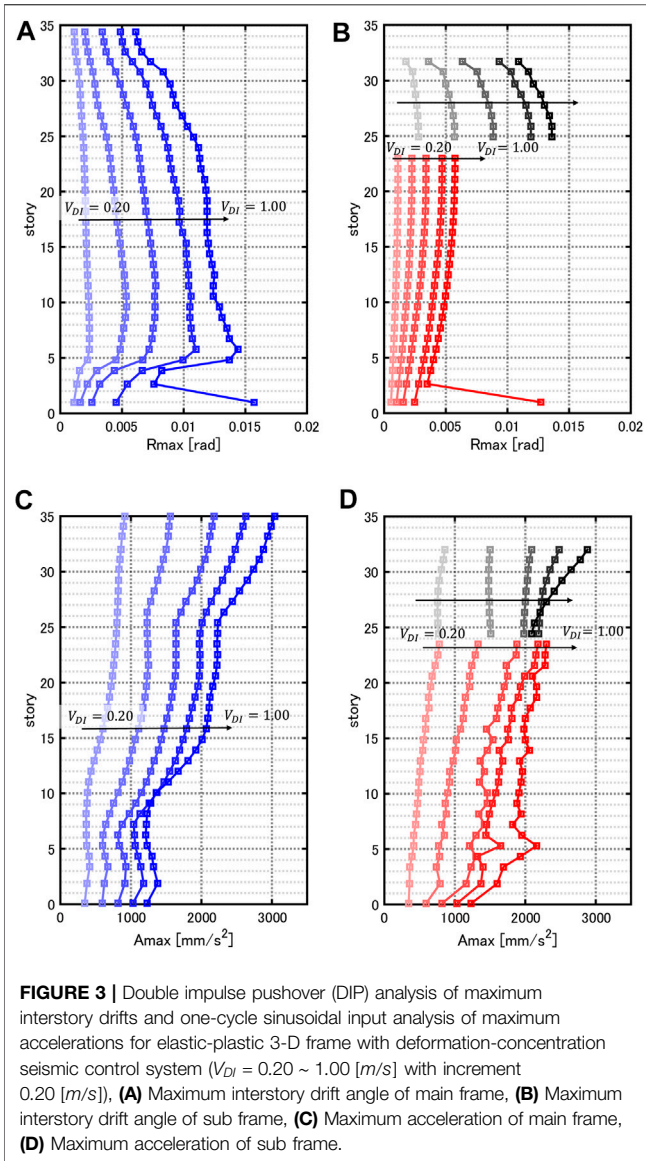 A
35
30
25
20
15
10
5
0
story
V_DI = 0.20
V_DI = 1.00
0
0.005
0.01
0.015
0.02
Rmax [rad]
B
35
30
25
20
15
10
5
0
story
V_DI = 0.20
V_DI = 1.00
0
0.005
0.01
0.015
0.02
Rmax [rad]
C
35
30
25
20
15
10
5
0
story
V_DI = 0.20
V_DI = 1.00
0
1000
2000
3000
Amax [mm/s²]
D
35
30
25
20
15
10
5
0
story
V_DI = 0.20
V_DI = 1.00
0
1000
2000
3000
Amax [mm/s²]
FIGURE 3 | Double impulse pushover (DIP) analysis of maximum
interstory drifts and one-cycle sinusoidal input analysis of maximum
accelerations for elastic-plastic 3-D frame with deformation-concentration
seismic control system (V_DI = 0.20 ~ 1.00 [m/s] with increment
0.20 [m/s]), (A) Maximum interstory drift angle of main frame, (B) Maximum
interstory drift angle of sub frame, (C) Maximum acceleration of main frame,
(D) Maximum acceleration of sub frame.